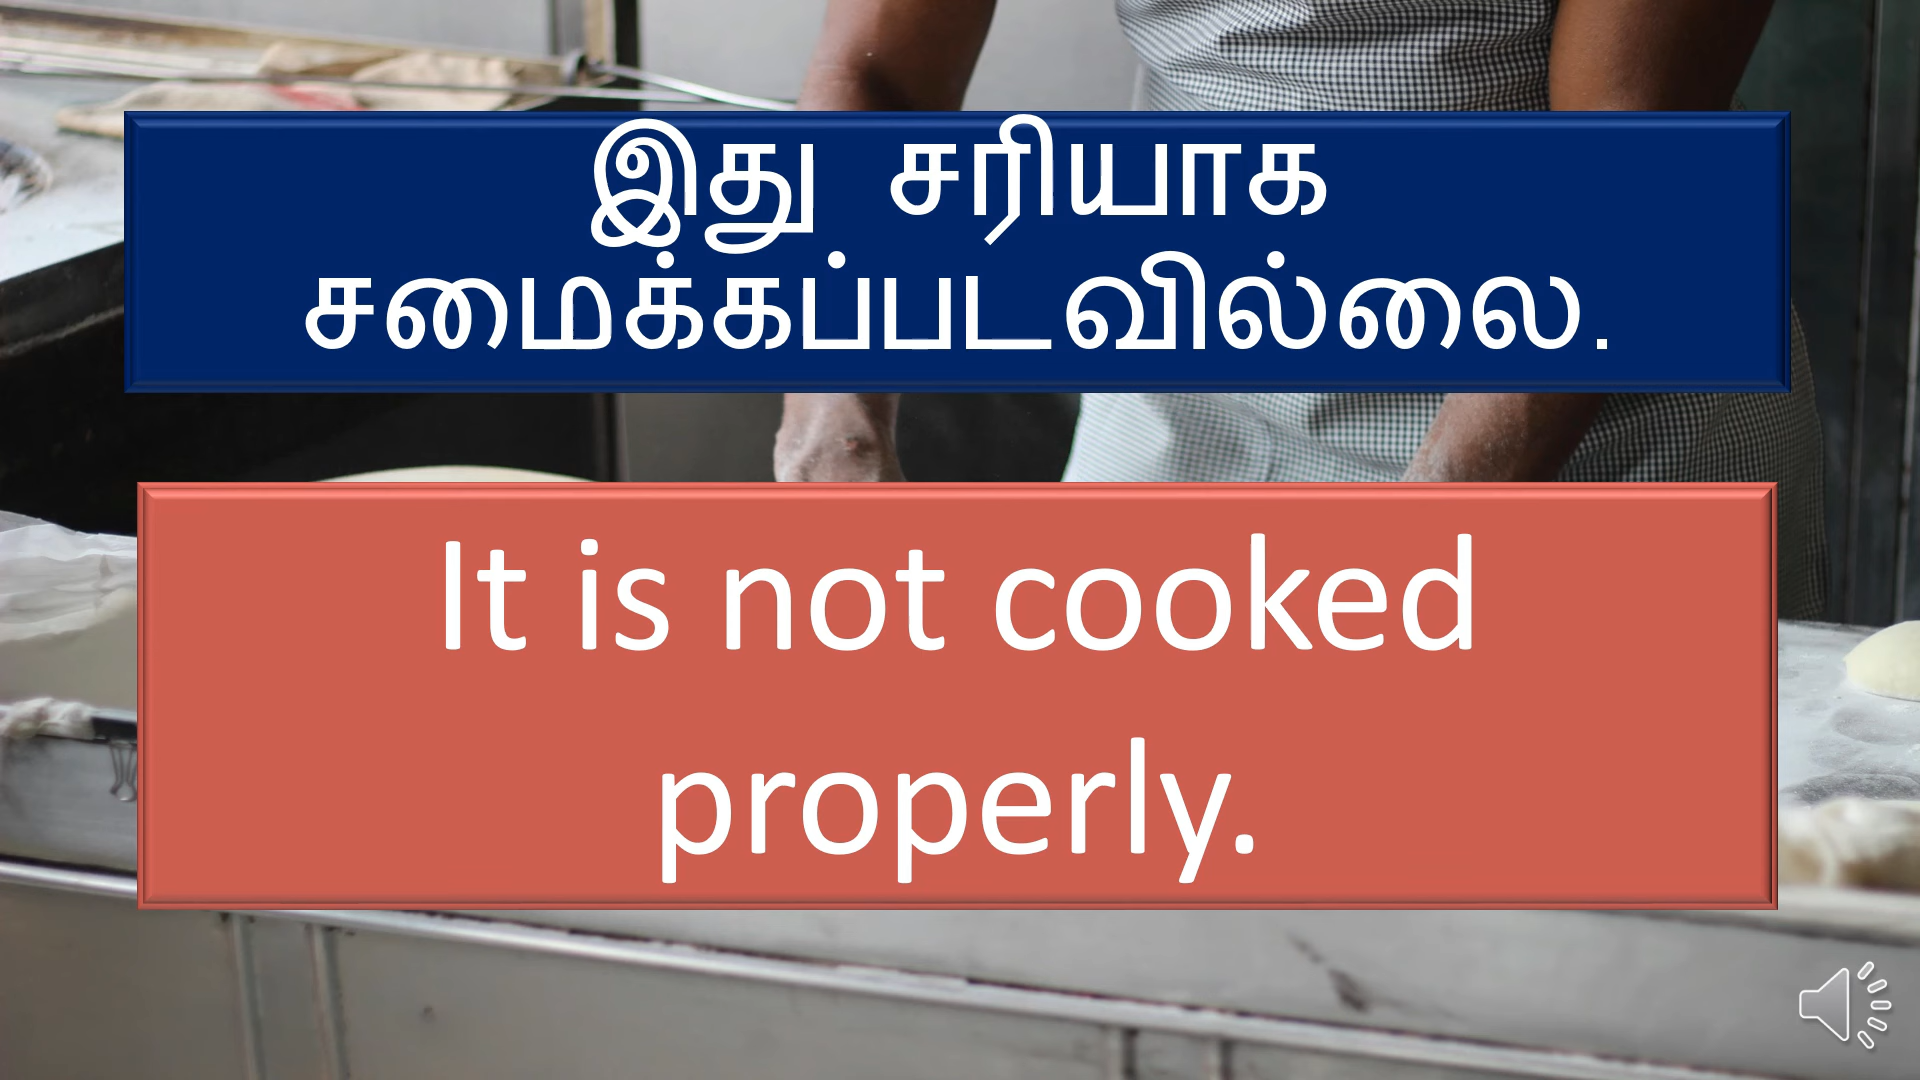 இது சரியாக
சமைக்கப்படவில்லை.
It is not cooked
properly.